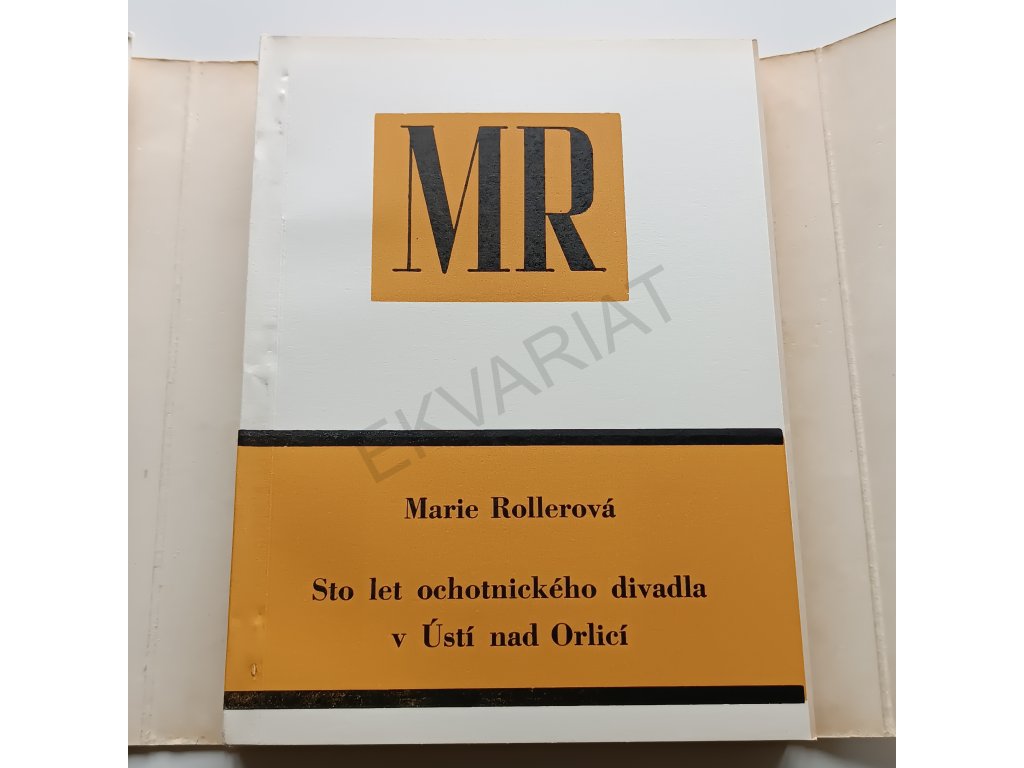 MR
EKVARIAT
Marie Rollerová
Sto let ochotnického divadla
v Ústí nad Orlicí